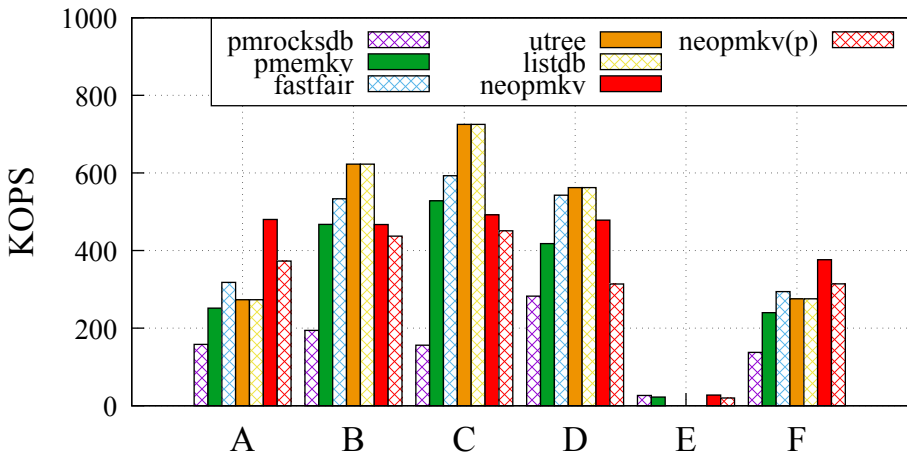 1000
800
600
400
200
0
KOPS
pmrocksdb
pmemkv
fastfair
utree
listdb
neopmkv
neopmkv(p)
A B C D E F